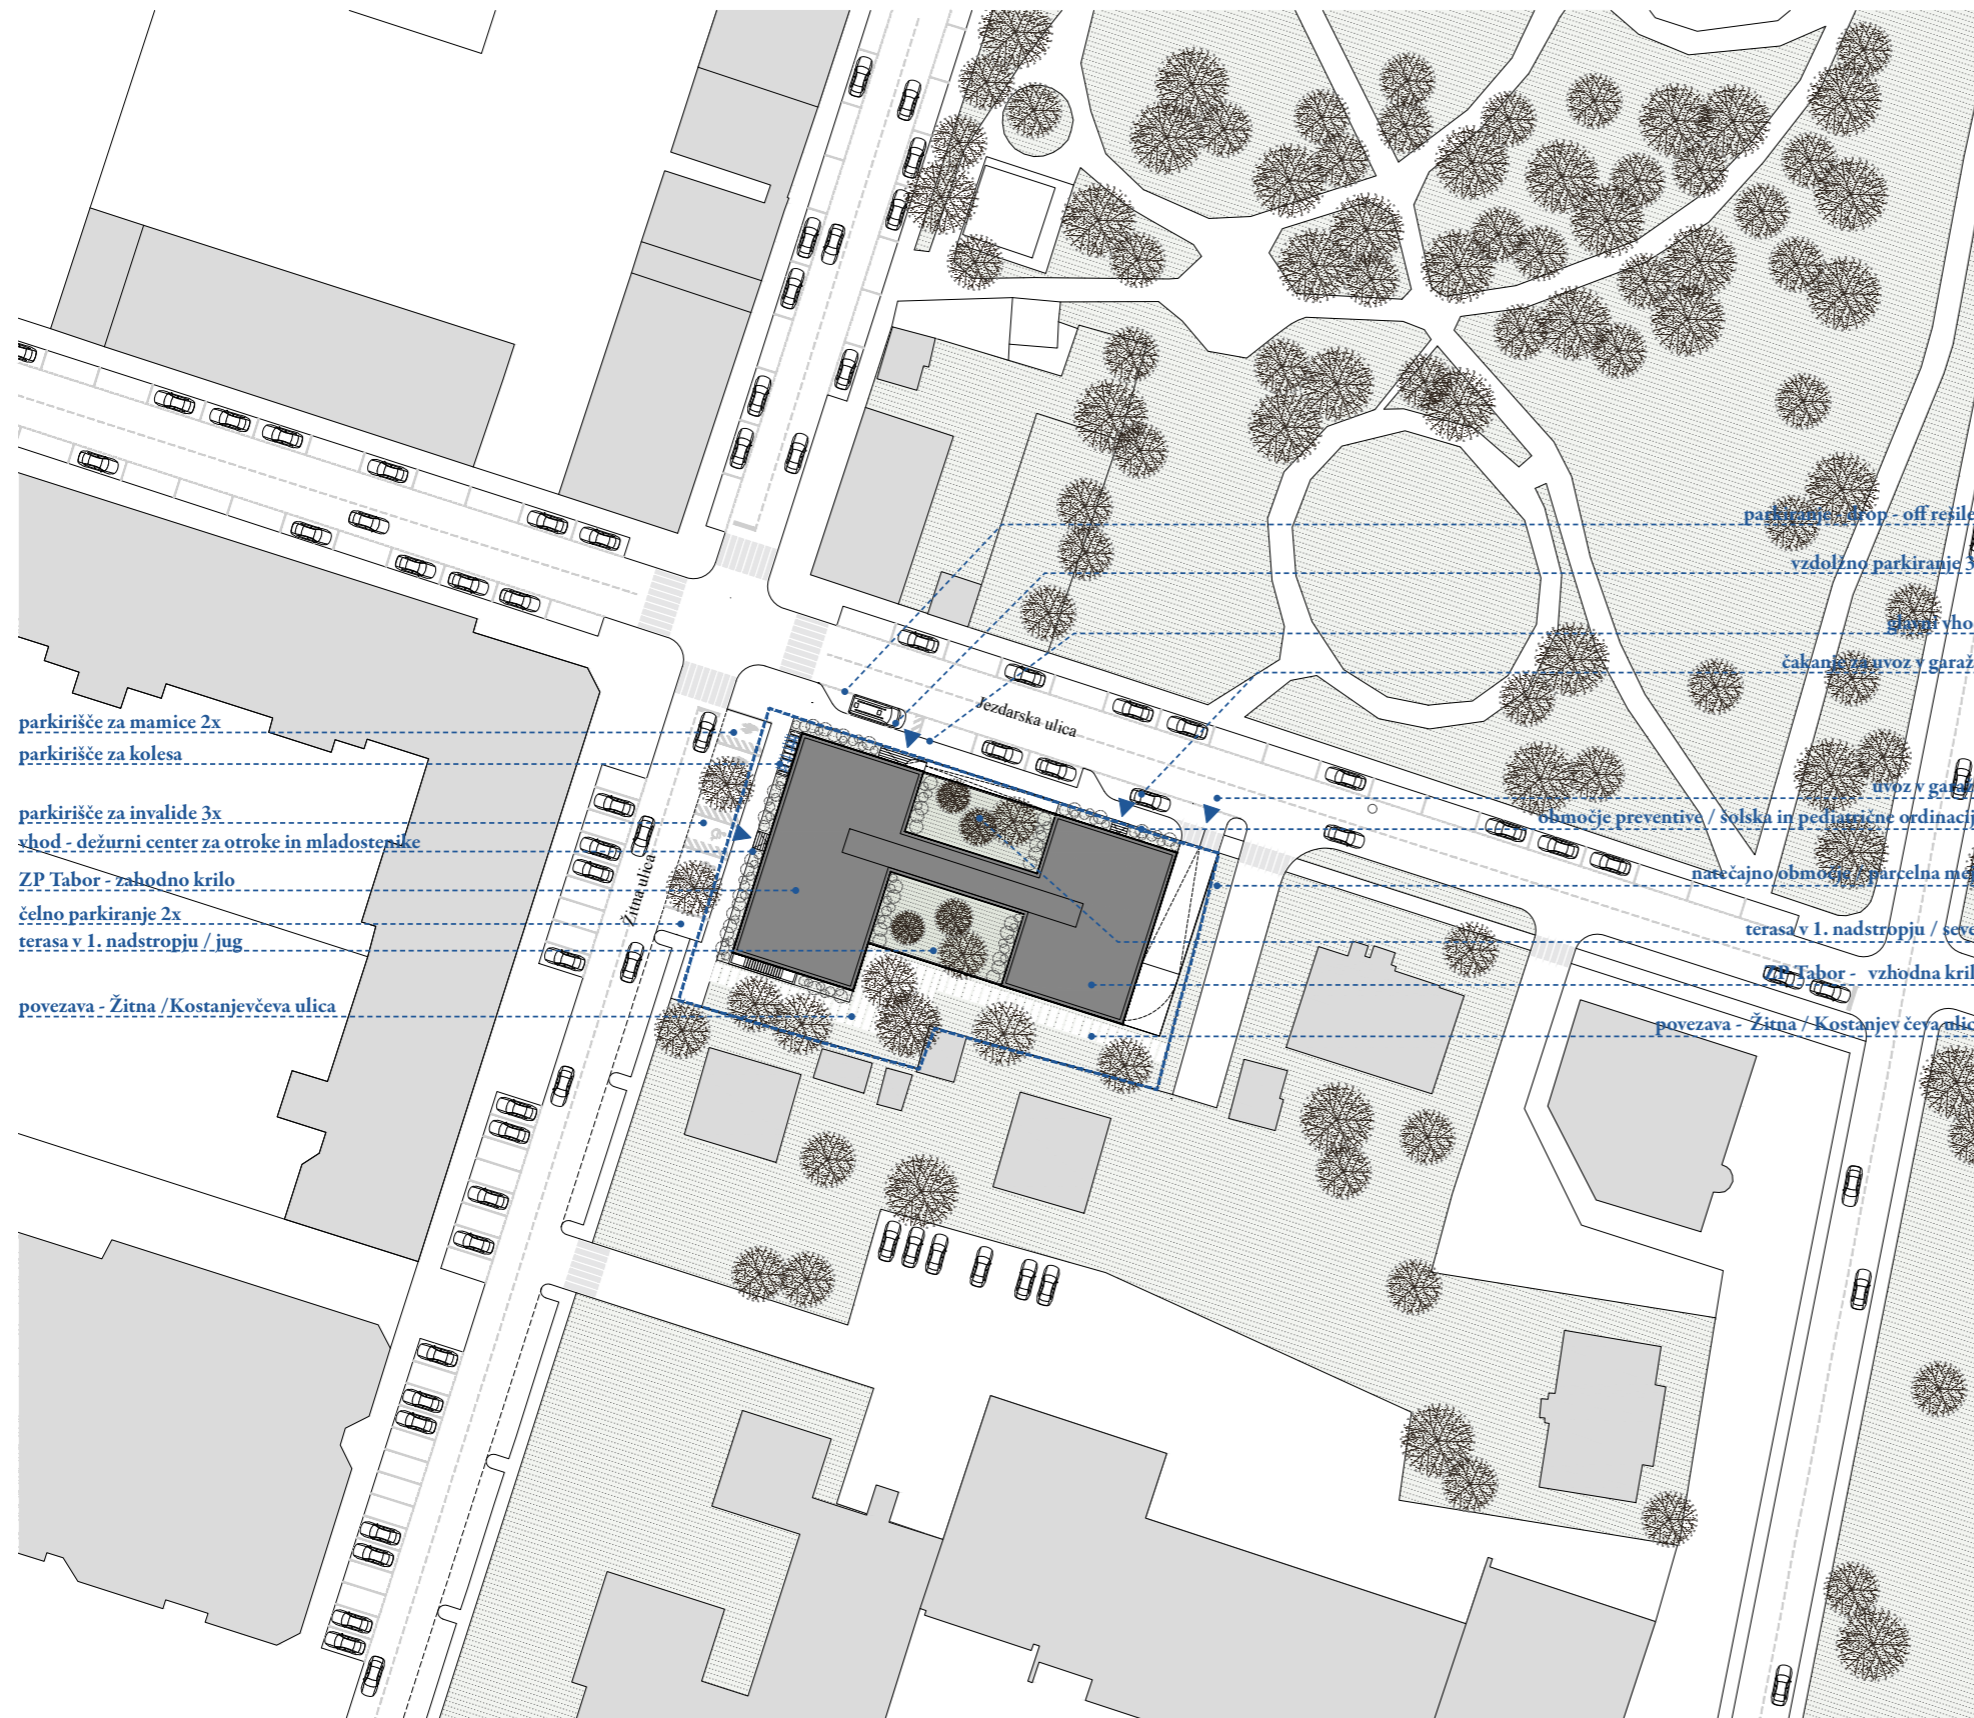 parkiranje - drop - off rešile
vzdolžno parkiranje 3
glavni vho
čakanje za uvoz v garaž
Jezdarska ulica
parkirišče za mamice 2x
parkirišče za kolesa
uvoz v garaž
parkirišče za invalide 3x
območje preventive / šolska in pediatrične ordinacij
vhod - dežurni center za otroke in mladostenike
Žitna ulica
ZP Tabor - zahodno krilo
natečajno območje / parcelna me
čelno parkiranje 2x
terasa v 1. nadstropju / seve
terasa v 1. nadstropju / jug
ZP Tabor - vzhodna kril
povezava - Žitna /Kostanjevčeva ulica
povezava - Žitna / Kostanjev čeva ulic